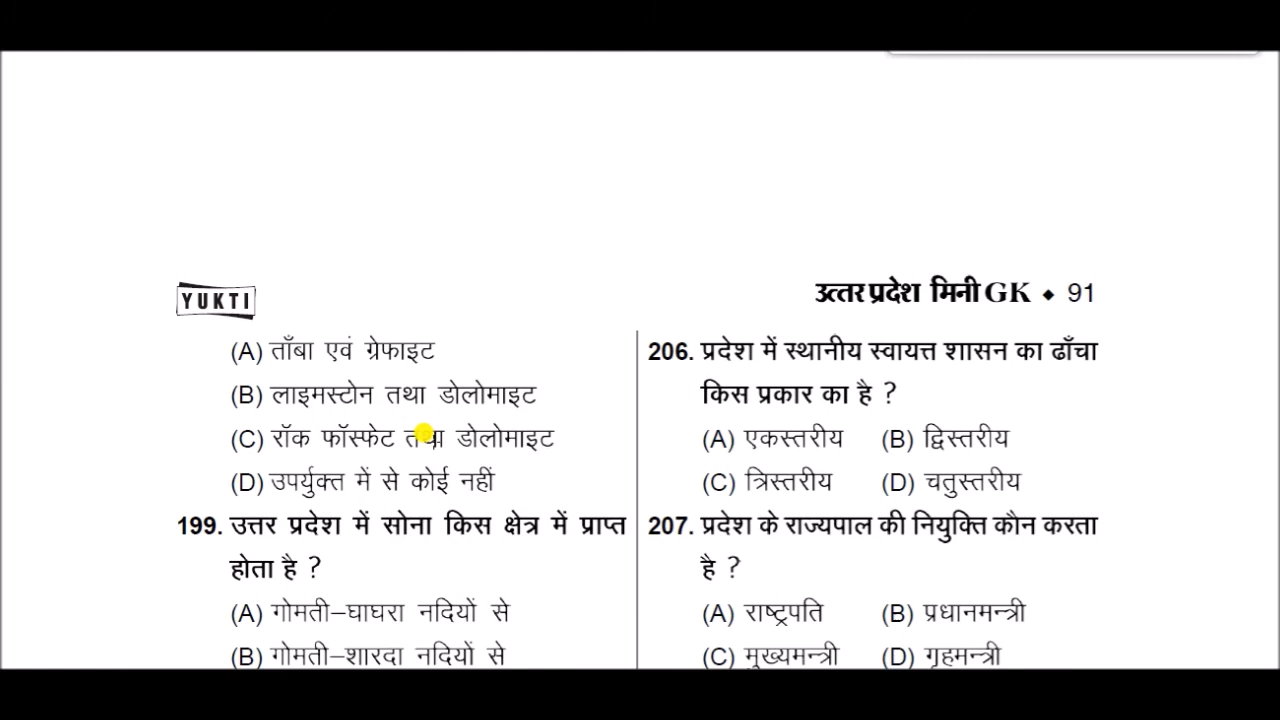 YUKTI
उत्तर प्रदेश मिनी GK ◆ 91
(A) ताँबा एवं ग्रेफाइट
(B) लाइमस्टोन तथा डोलोमाइट
(C) रॉक फॉस्फेट तथा डोलोमाइट
(D) उपर्युक्त में से कोई नहीं
199. उत्तर प्रदेश में सोना किस क्षेत्र में प्राप्त
होता है ?
(A) गोमती–घाघरा नदियों से
(B) गोमती–शारदा नदियों से
206. प्रदेश में स्थानीय स्वायत्त शासन का ढाँचा
किस प्रकार का है ?
(A) एकस्तरीय (B) द्विस्तरीय
(C) त्रिस्तरीय (D) चतुस्तरीय
207. प्रदेश के राज्यपाल की नियुक्ति कौन करता
है ?
(A) राष्ट्रपति (B) प्रधानमन्त्री
(C) मुख्यमन्त्री (D) गृहमन्त्री